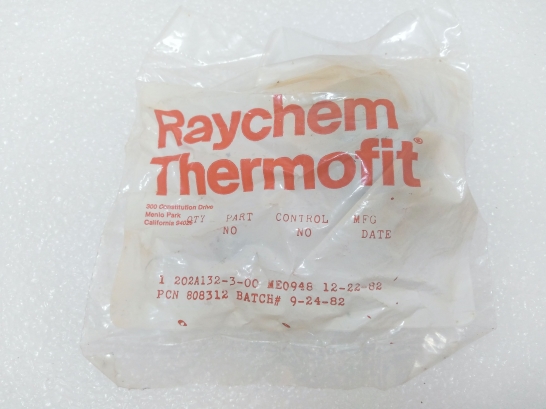 Raychem
Thermofit®
300 Constitution Drive
Menlo Park
California 94025
QTY PART CONTROL MFG
NO NO DATE
1 202A132-3-00 ME0948 12-22-82
PCN 808312 BATCH# 9-24-82